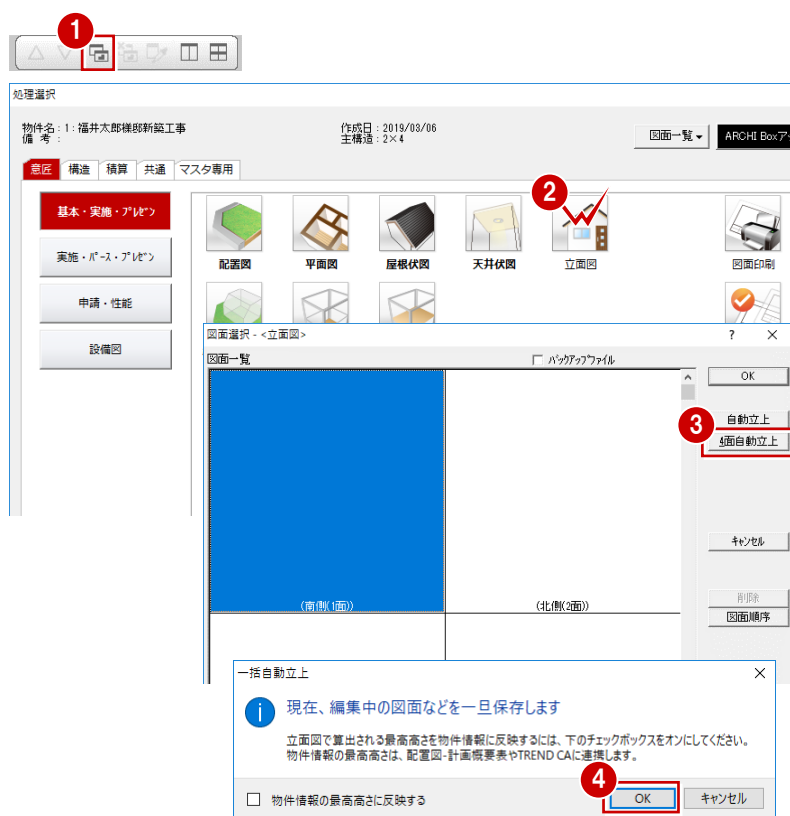 1
処理選択
物件名：1：福井太郎様邸新築工事
作成日：2019/03/06
備 考：
主構造：2×4
図面一覧
ARCHI Boxア
意匠 構造 積算 共通 マスタ専用
基本・実施・プレゼン
実施・パース・プレゼン
申請・性能
設備図
2
配置図 平面図 屋根伏図 天井伏図 立面図 図面印刷
図面選択 - <立面図>
? ×
図面一覧
バックアップファイル
OK
自動立上
3
4面自動立上
キャンセル
削除
図面順序
(南側(1面))
(北側(2面))
一括自動立上
現在、編集中の図面などを一旦保存します
立面図で算出される最高高さを物件情報に反映するには、下のチェックボックスをオンにしてください。
物件情報の最高高さは、配置図-計画概要表やTREND CAに連携します。
物件情報の最高高さに反映する
4
OK
キャンセル